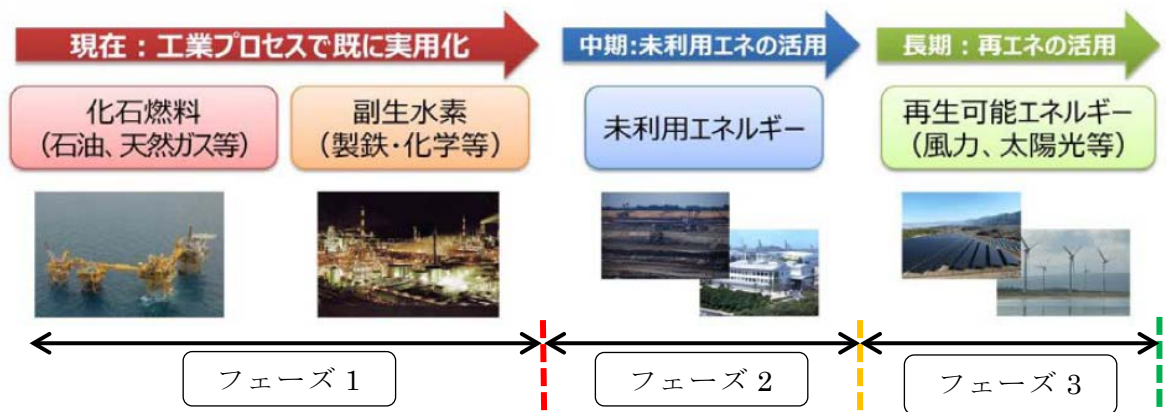 現在：工業プロセスで既に実用化
中期:未利用エネの活用
長期：再エネの活用
化石燃料
（石油、天然ガス等）
副生水素
（製鉄・化学等）
未利用エネルギー
再生可能エネルギー
（風力、太陽光等）
フェーズ 1
フェーズ 2
フェーズ 3